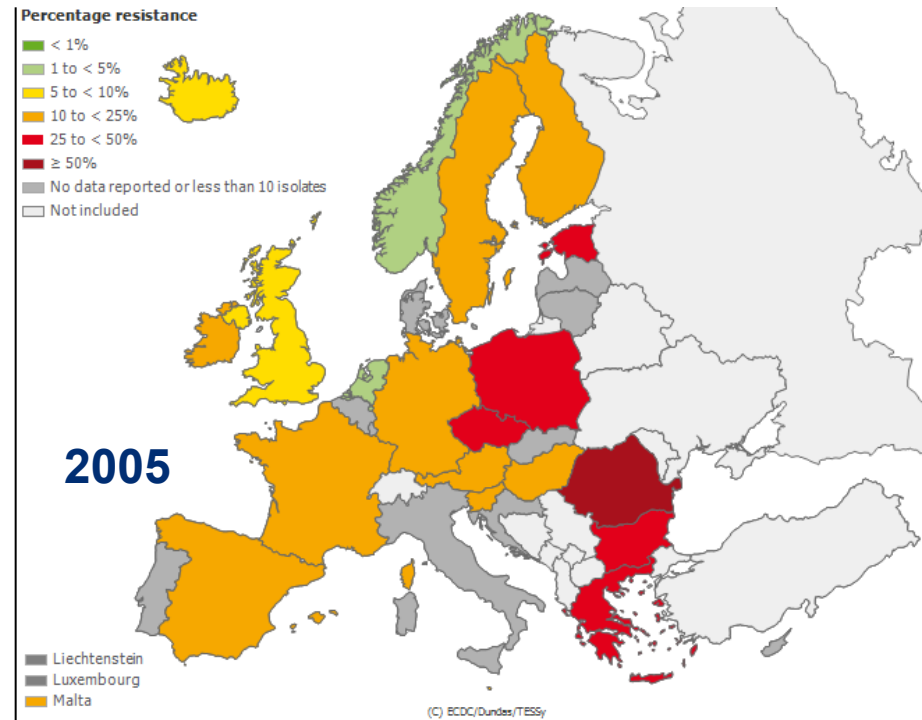 Percentage resistance
< 1%
1 to < 5%
5 to < 10%
10 to < 25%
25 to < 50%
≥ 50%
No data reported or less than 10 isolates
Not included
2005
Liechtenstein
Luxembourg
Malta
(C) ECDC/Dundas/TESSy